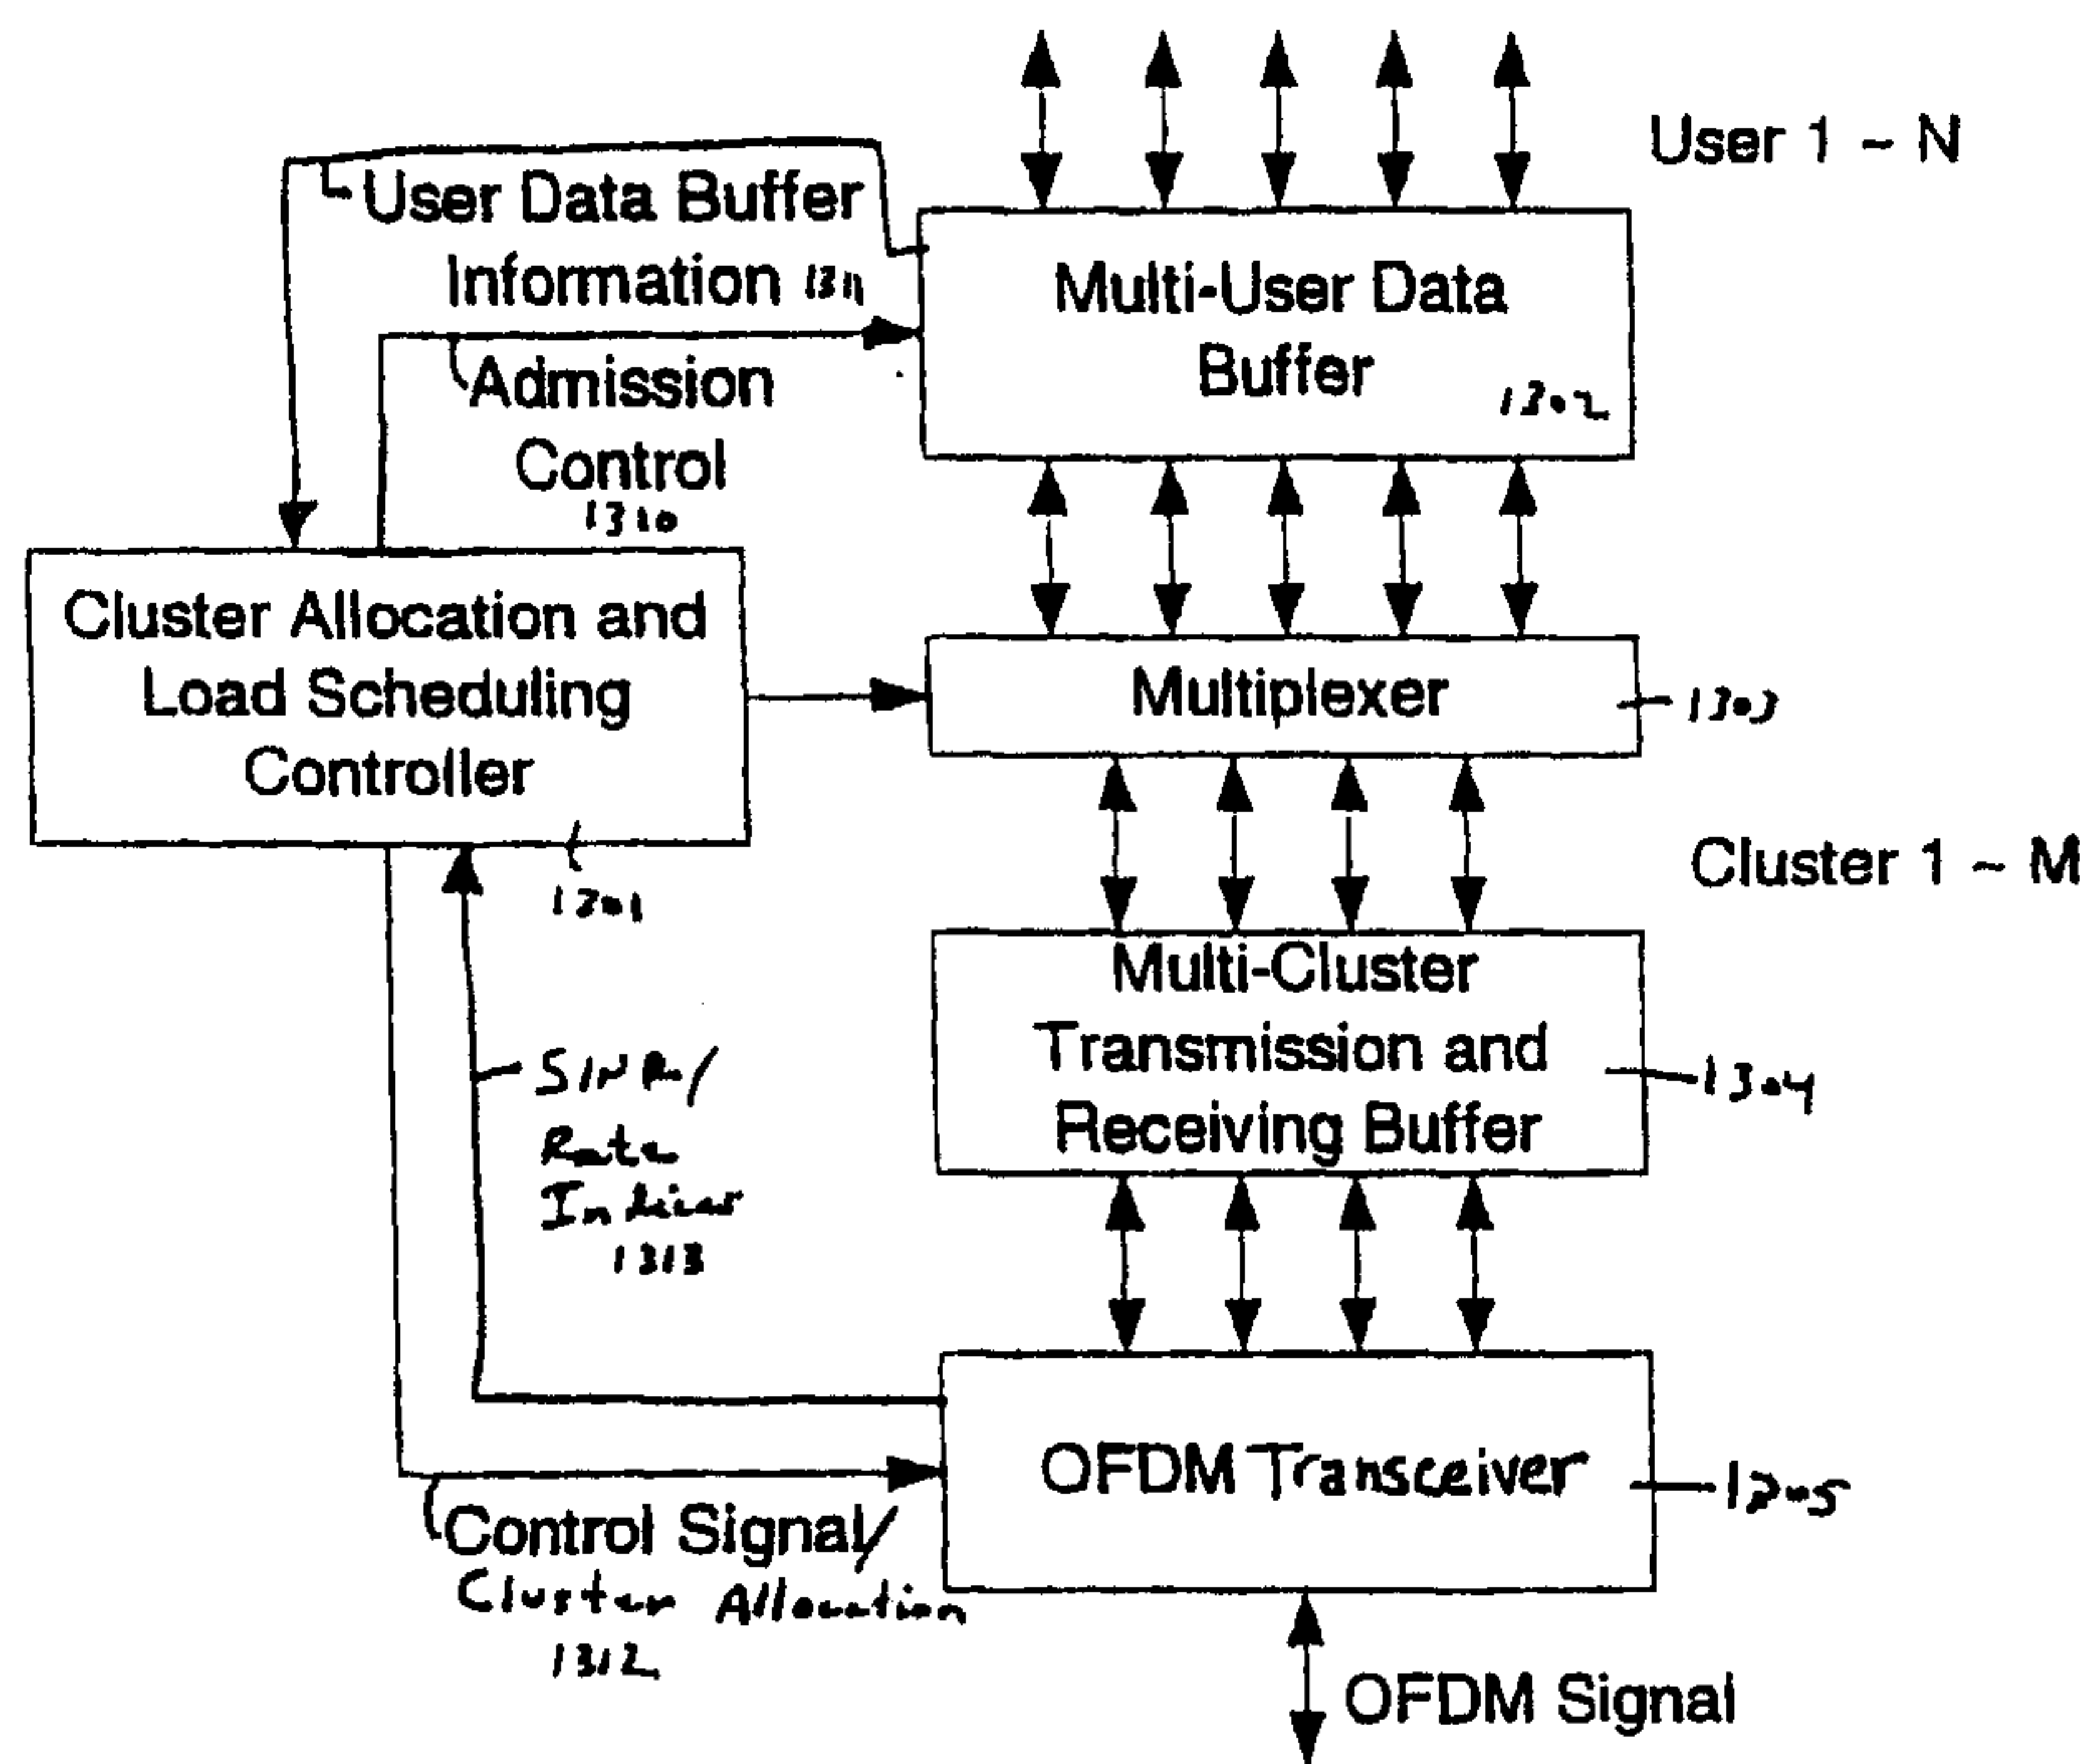 User 1 ~ N
User Data Buffer
Information 1311
Multi-User Data
Buffer
1302
Admission
Control
1310
Cluster Allocation and
Load Scheduling
Controller
1301
Multiplexer
1303
Cluster 1 ~ M
Multi-Cluster
Transmission and
Receiving Buffer
1304
SINR/
Rate
Indices
1313
OFDM Transceiver
1305
Control Signal/
Cluster Allocation
1312
OFDM Signal